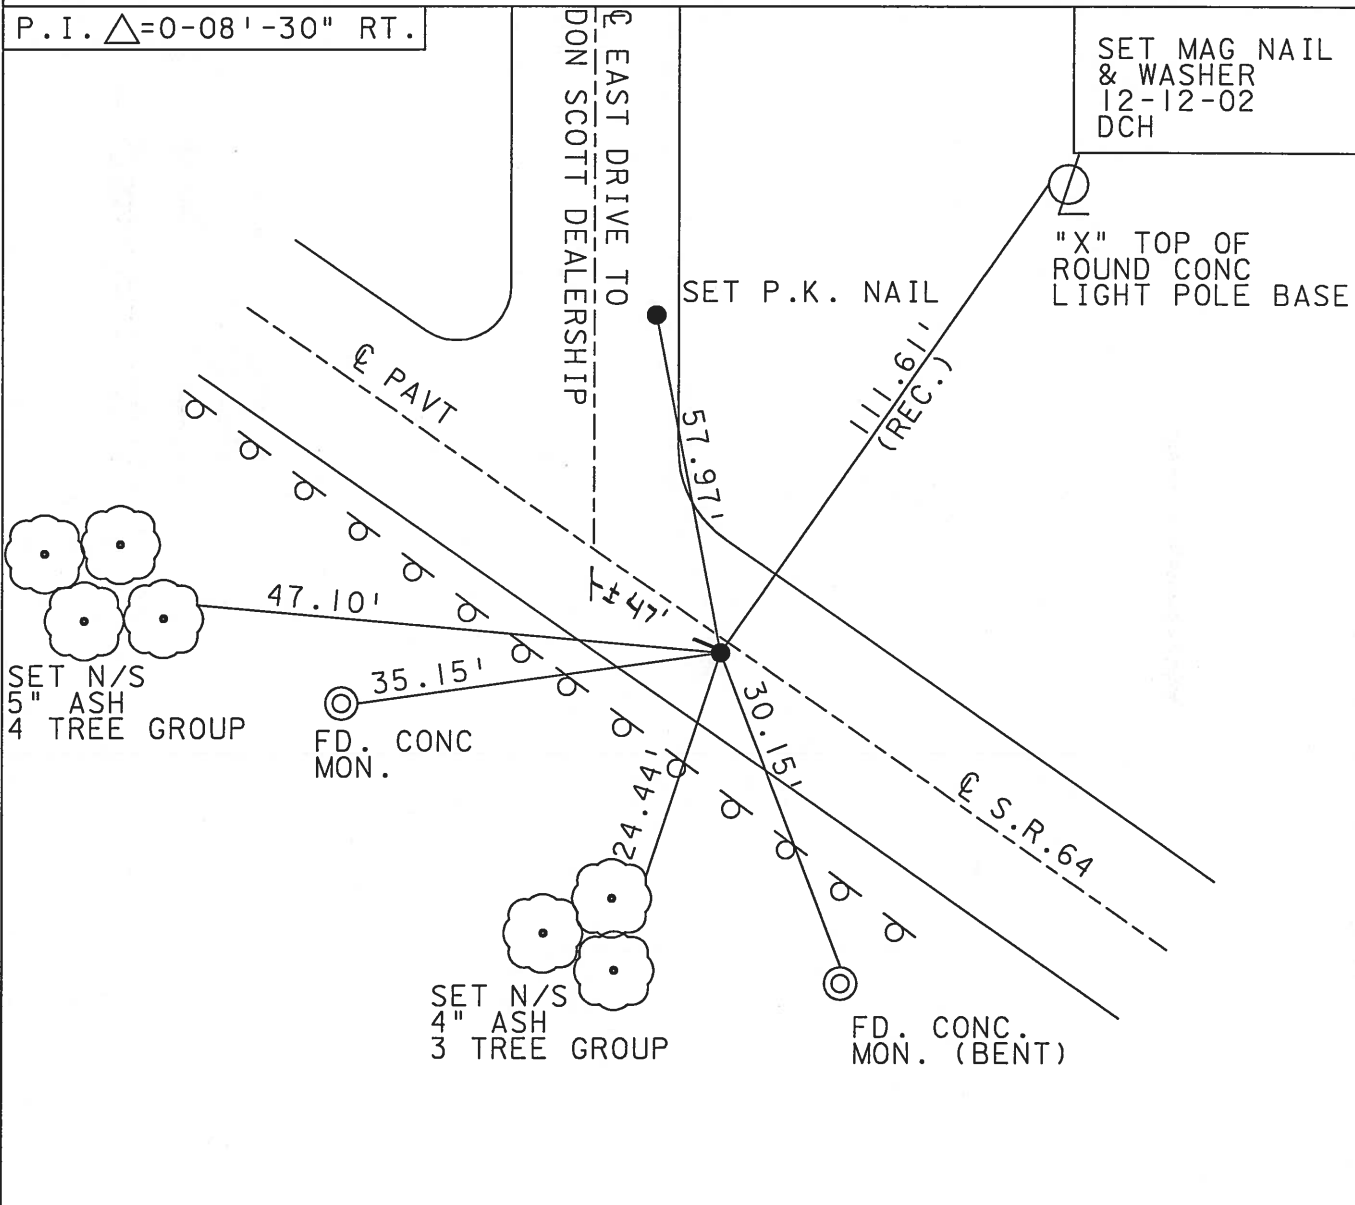 P.I. △=0-08'-30" RT.
℄ EAST DRIVE TO
DON SCOTT DEALERSHIP
SET MAG NAIL
& WASHER
12-12-02
DCH
"X" TOP OF
ROUND CONC
LIGHT POLE BASE
SET P.K. NAIL
111.61'
(REC.)
℄ PAVT
57.97'
47.10'
±47'
SET N/S
5" ASH
4 TREE GROUP
35.15'
FD. CONC
MON.
30.15'
24.44'
℄ S.R.64
SET N/S
4" ASH
3 TREE GROUP
FD. CONC.
MON. (BENT)